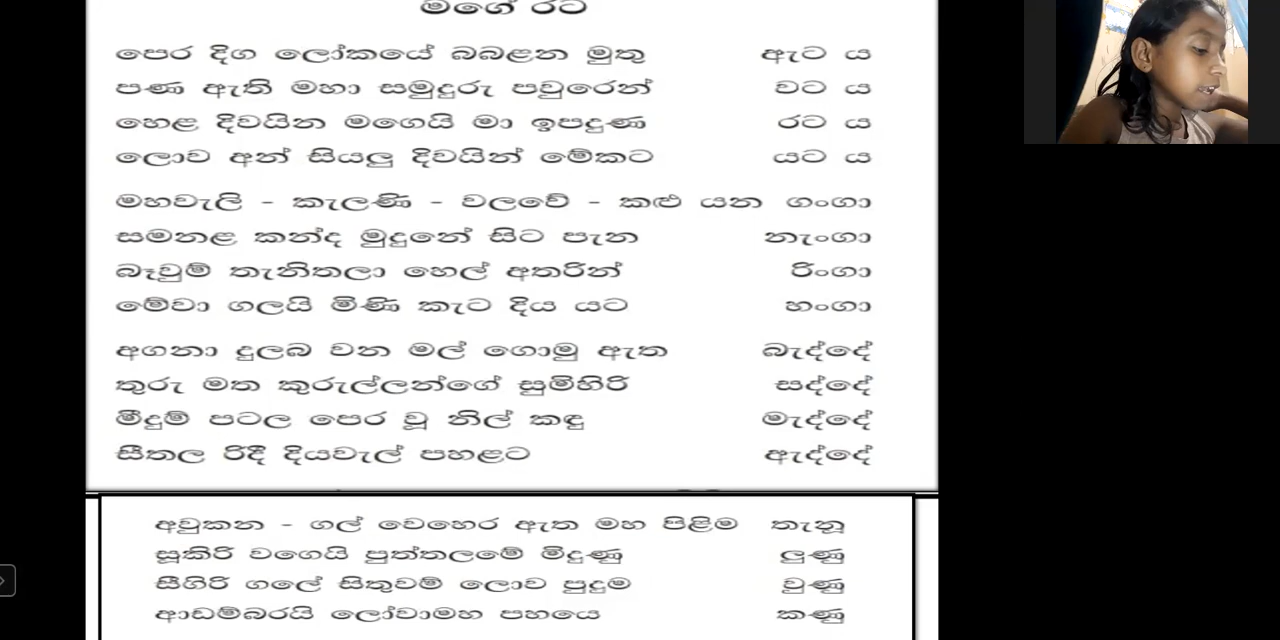 මගේ රට
පෙර දිග ලෝකයේ බබළන මුතු ඇට ය
පණ ඇති මහා සමුදුරු පවුරෙන් වට ය
හෙළ දිවයින මගෙයි මා ඉපදුණ රට ය
ලොව අන් සියලු දිවයින් මේකට යට ය
මහවැලි - කැලණි - වලවේ - කළු යන ගංගා
සමනළ කන්ද මුදුනේ සිට පැන නැංගා
බෑවුම් තැනිතලා හෙල් අතරින් රිංගා
මේවා ගලයි මිණි කැට දිය යට හංගා
අගනා දුලබ වන මල් ගොමු ඇත බැද්දේ
තුරු මත කුරුල්ලන්ගේ සුමිහිරි සද්දේ
මීදුම් පටල පෙර වූ නිල් කඳු මැද්දේ
සීතල රිදී දියවැල් පහළට ඇද්දේ
අවුකන - ගල් වෙහෙර ඇත මහ පිළිම තැනූ
සූකිරි වගෙයි පුත්තලමේ මිදුණු ලුණු
සීගිරි ගලේ සිතුවම් ලොව පුදුම වුණු
ආඩම්බරයි ලෝවාමහ පහයෙ කණු